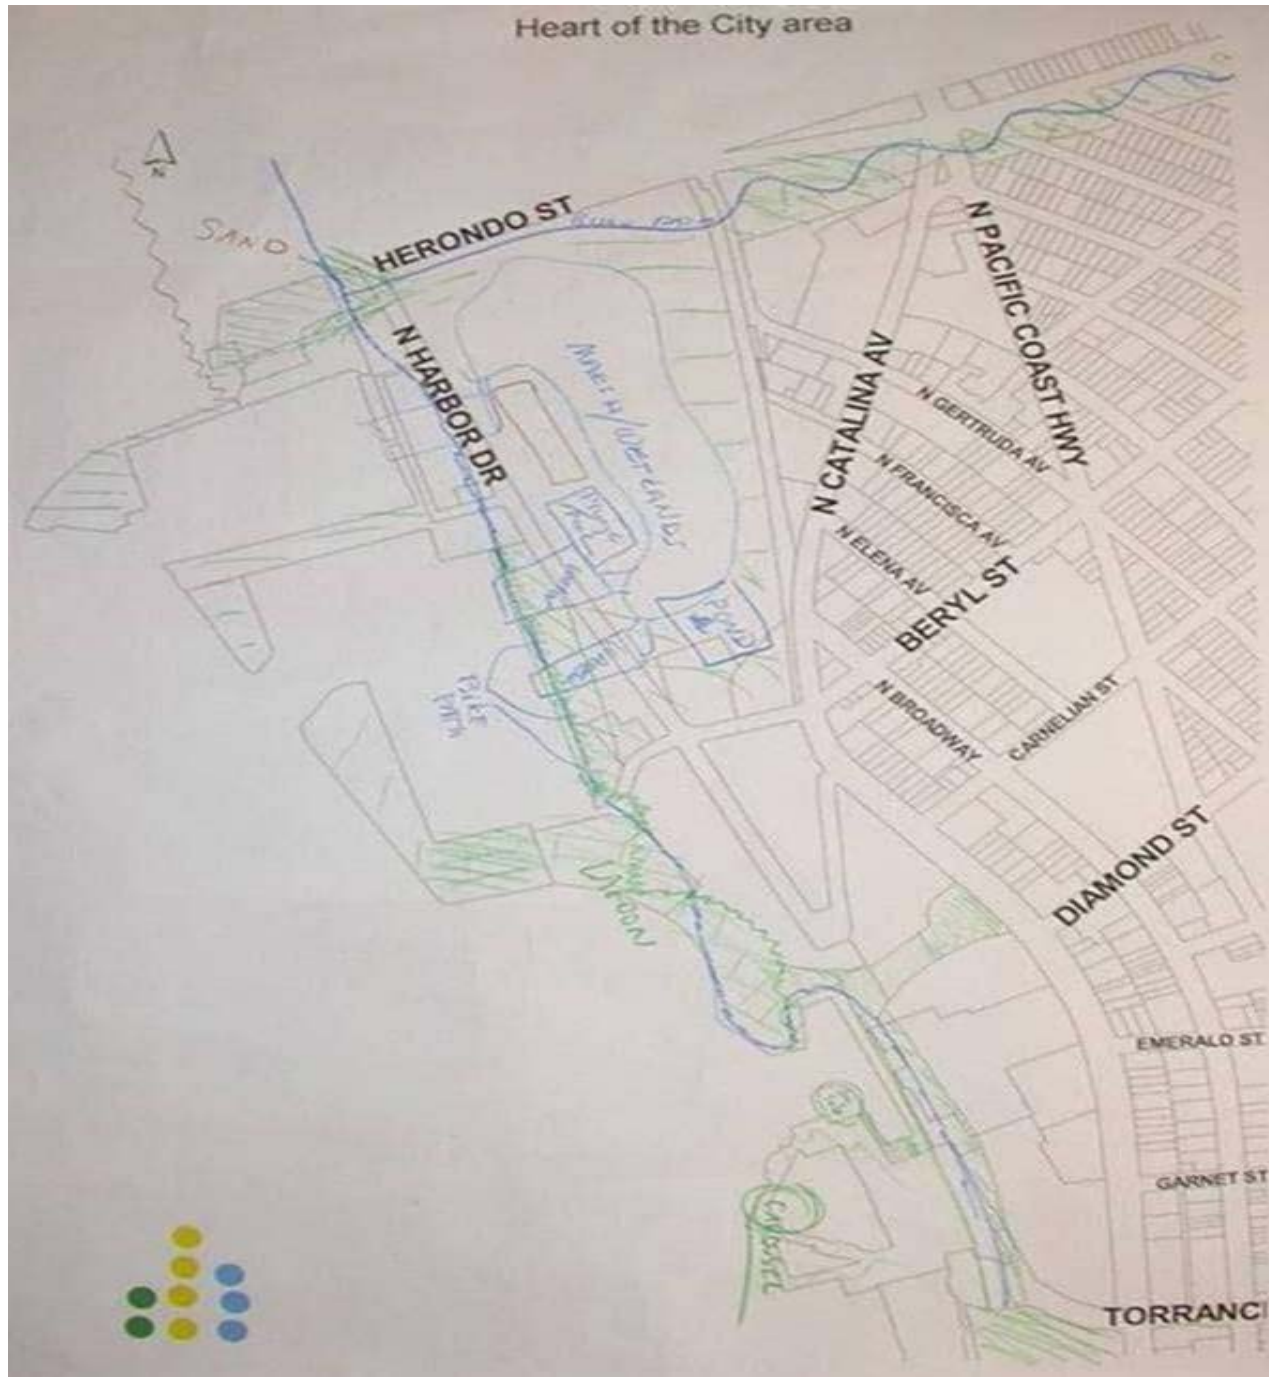 Heart of the City area
N
SAND
HERONDO ST
N PACIFIC COAST HWY
N HARBOR DR
MARSH/WETLANDS
N CATALINA AV
N GERTRUDA AV
N FRANCISCA AV
N ELENA AV
BERYL ST
POND
BIKE
PATH
N BROADWAY
CARNELIAN ST
DIAMOND ST
EMERALD ST
GARNET ST
TORRANC